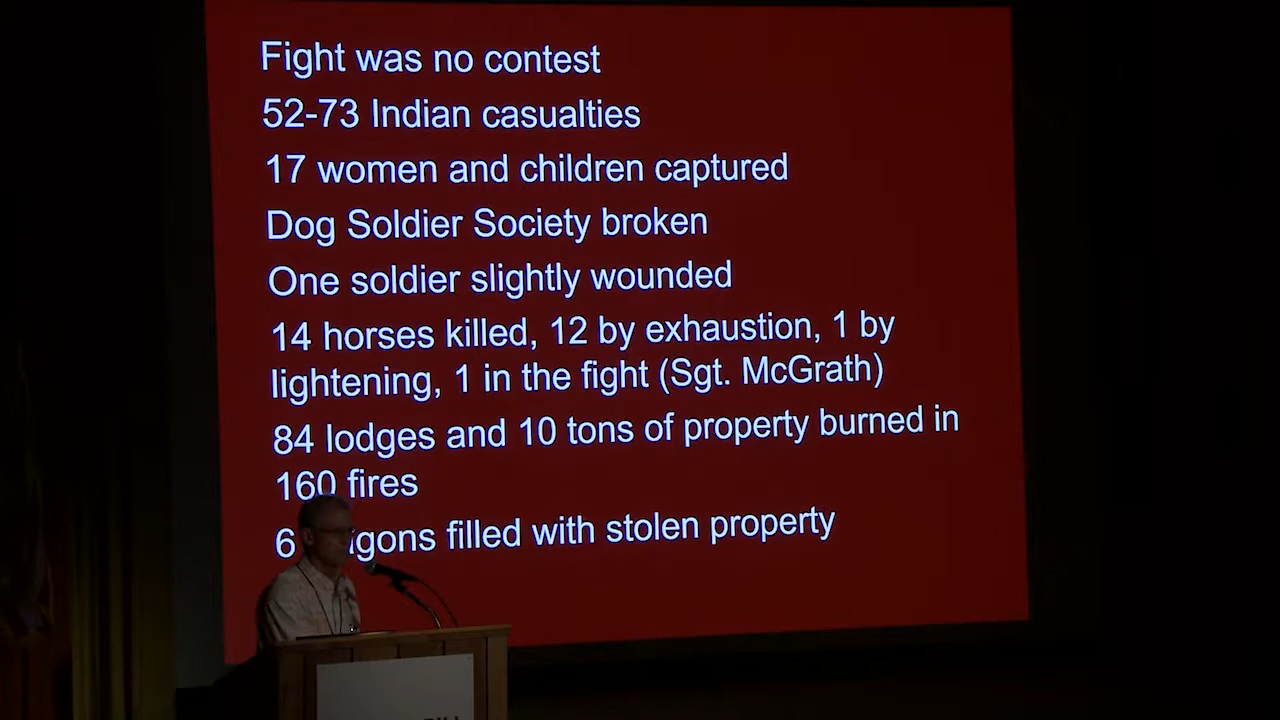 Fight was no contest
52-73 Indian casualties
17 women and children captured
Dog Soldier Society broken
One soldier slightly wounded
14 horses killed, 12 by exhaustion, 1 by
lightening, 1 in the fight (Sgt. McGrath)
84 lodges and 10 tons of property burned in
160 fires
6 filled with stolen property